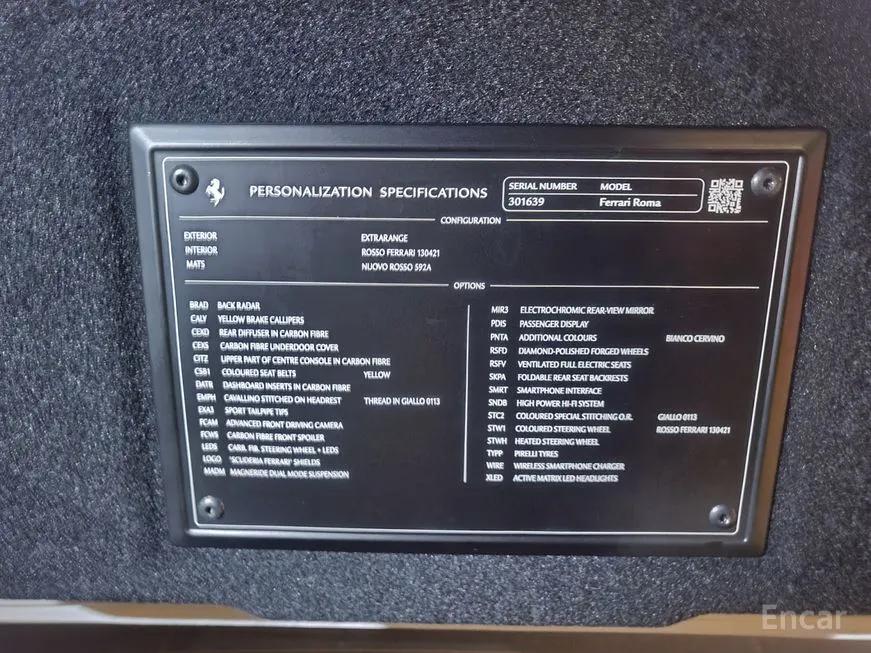 PERSONALIZATION SPECIFICATIONS
SERIAL NUMBER MODEL
301639 Ferrari Roma
CONFIGURATION
EXTERIOR EXTRARANGE
INTERIOR ROSSO FERRARI 130421
MATS NUOVO ROSSO 592A
OPTIONS
BRAD BACK RADAR
CALY YELLOW BRAKE CALLIPERS
CEXD REAR DIFFUSER IN CARBON FIBRE
CEXS CARBON FIBRE UNDERDOOR COVER
CITZ UPPER PART OF CENTRE CONSOLE IN CARBON FIBRE
CSB1 COLOURED SEAT BELTS YELLOW
DATR DASHBOARD INSERTS IN CARBON FIBRE
EMPH CAVALLINO STITCHED ON HEADREST THREAD IN GIALLO 0113
EXA3 SPORT TAILPIPE TIPS
FCAM ADVANCED FRONT DRIVING CAMERA
FCWS CARBON FIBRE FRONT SPOILER
LEDS CARB. FIB. STEERING WHEEL + LEDS
LOGO "SCUDERIA FERRARI" SHIELDS
MADM MAGNERIDE DUAL MODE SUSPENSION
MIR3 ELECTROCHROMIC REAR-VIEW MIRROR
PDIS PASSENGER DISPLAY
PNTA ADDITIONAL COLOURS BIANCO CERVINO
RSFD DIAMOND-POLISHED FORGED WHEELS
RSFV VENTILATED FULL ELECTRIC SEATS
SKPA FOLDABLE REAR SEAT BACKRESTS
SMRT SMARTPHONE INTERFACE
SNDB HIGH POWER HI-FI SYSTEM
STC2 COLOURED SPECIAL STITCHING O.R. GIALLO 0113
STW1 COLOURED STEERING WHEEL ROSSO FERRARI 130421
STWH HEATED STEERING WHEEL
TYPP PIRELLI TYRES
WIRE WIRELESS SMARTPHONE CHARGER
XLED ACTIVE MATRIX LED HEADLIGHTS
Encar